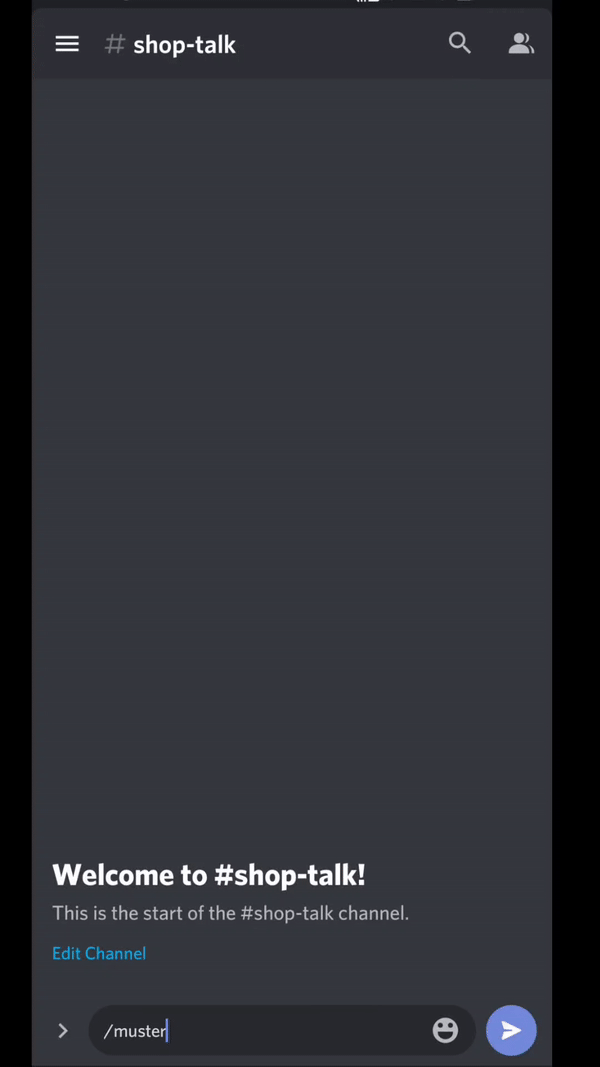 # shop-talk
Welcome to #shop-talk!
This is the start of the #shop-talk channel.
Edit Channel
/muster